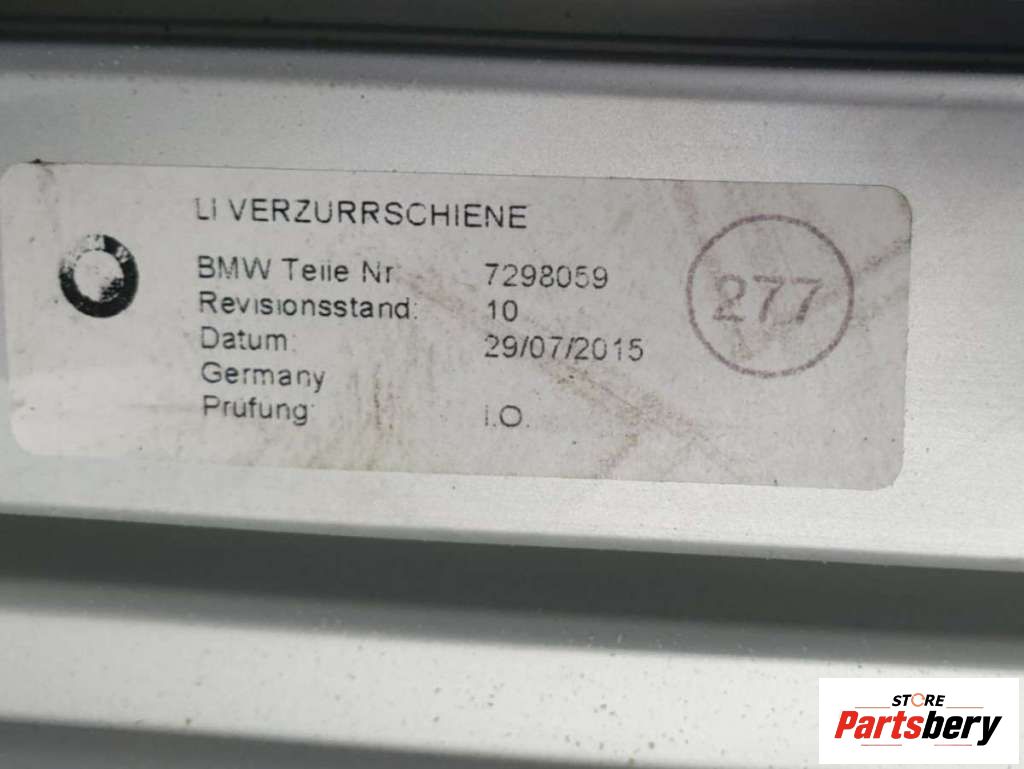 LI VERZURRSCHIENE
BMW Teile Nr. 7298059
Revisionsstand: 10
Datum: 29/07/2015
Germany
Prüfung: i.O.
277
STORE
Partsbery